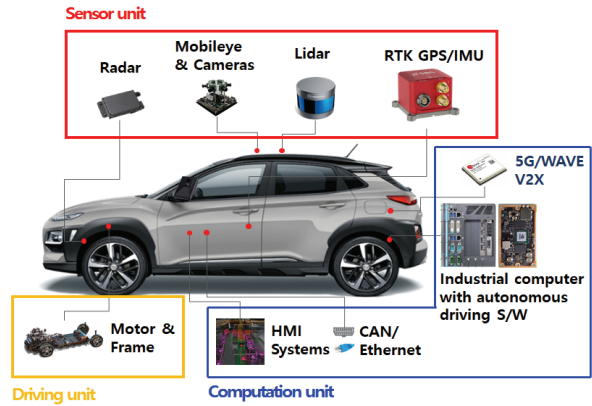 Sensor unit
Radar
Mobileye
& Cameras
Lidar
RTK GPS/IMU
5G/WAVE
V2X
Industrial computer
with autonomous
driving S/W
Motor &
Frame
HMI
Systems
CAN/
Ethernet
Driving unit
Computation unit